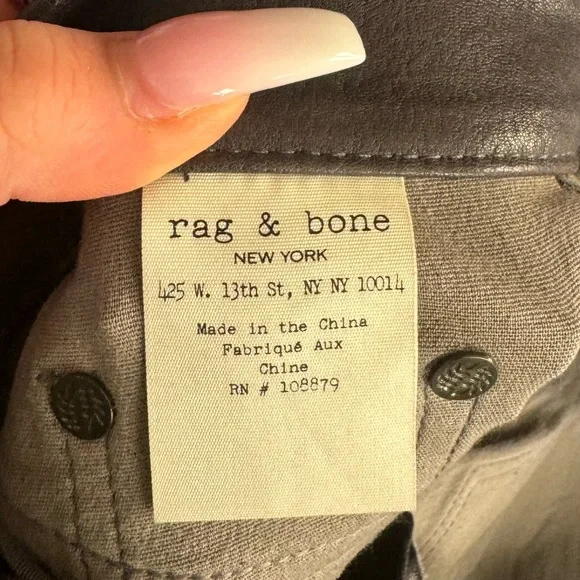 rag & bone
NEW YORK
425 W. 13th St, NY NY 10014
Made in the China
Fabriqué Aux
Chine
RN # 108879